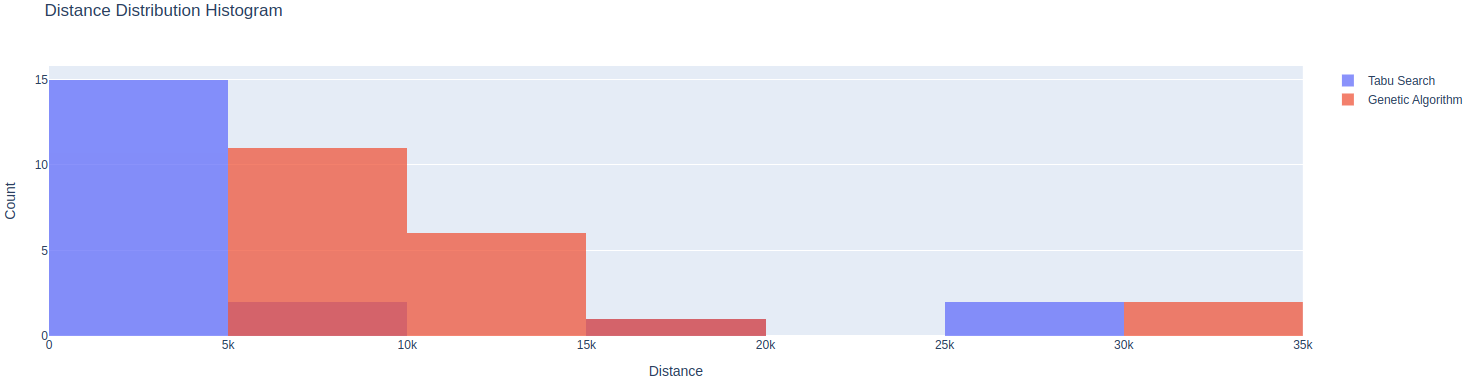 Distance Distribution Histogram
Tabu Search
Genetic Algorithm
15
10
5
0
Count
0 5k 10k 15k 20k 25k 30k 35k
Distance